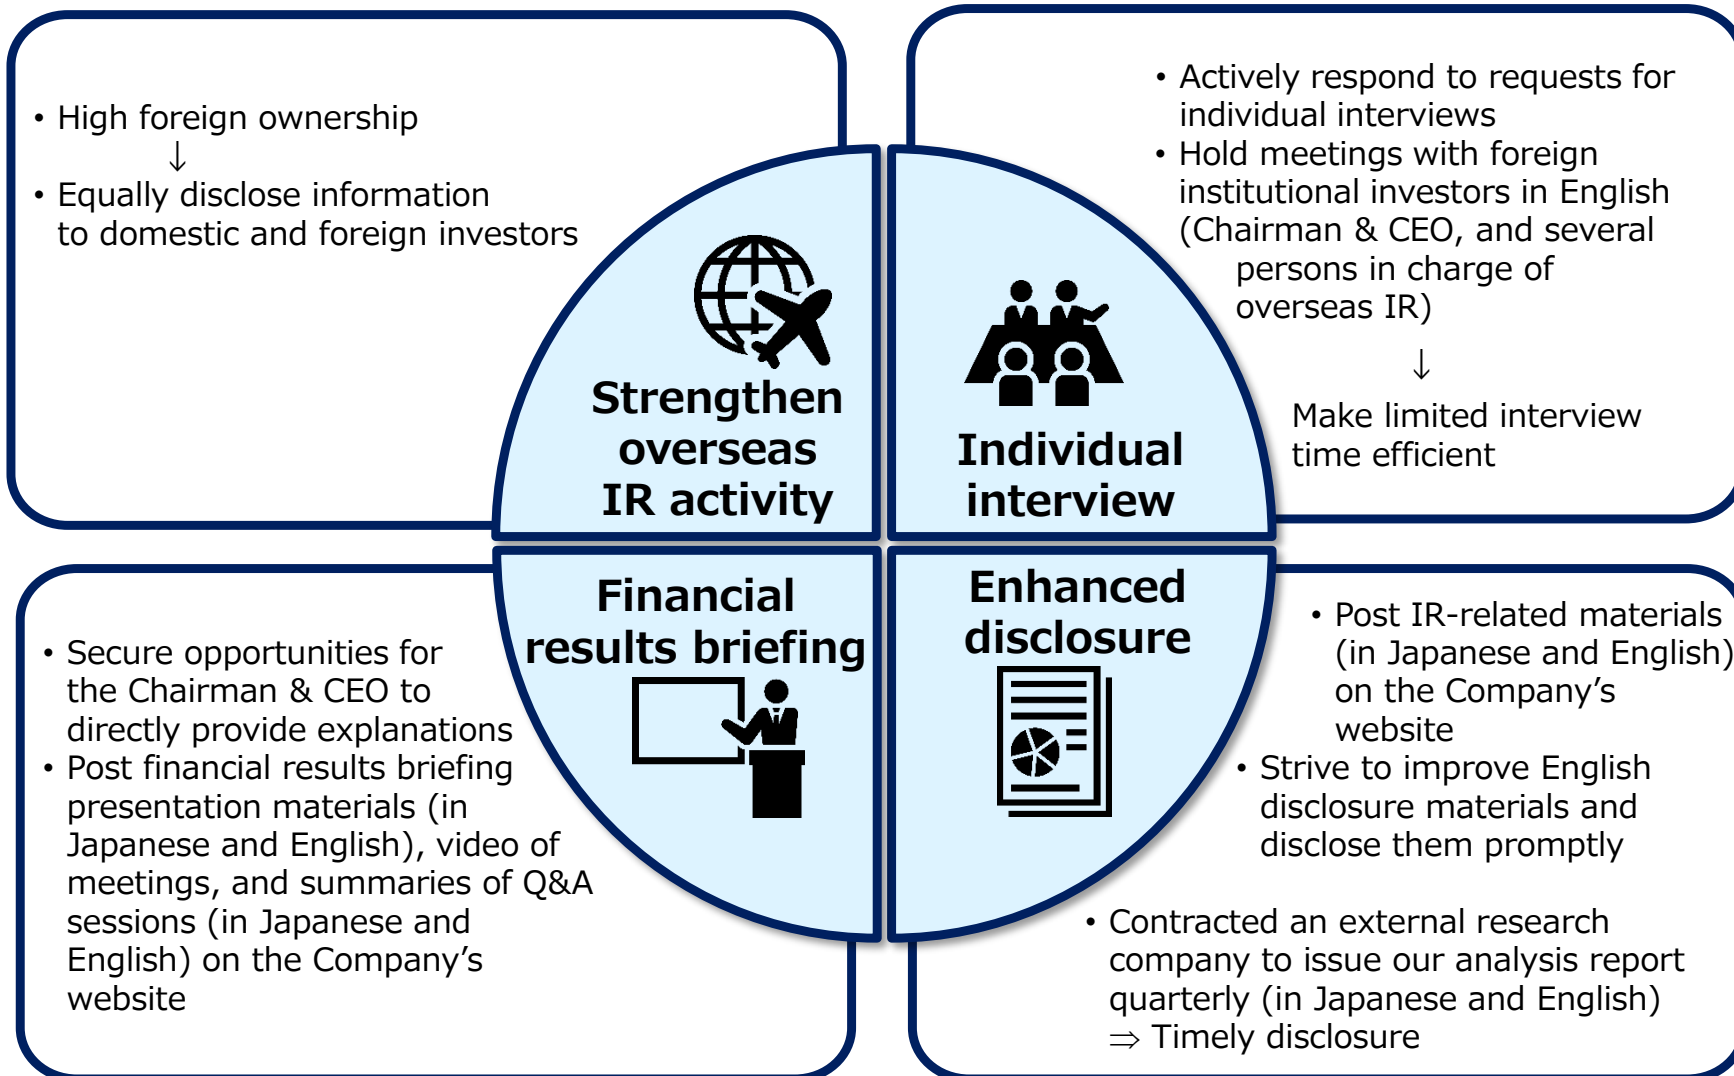 • High foreign ownership
↓
• Equally disclose information
to domestic and foreign investors
Strengthen
overseas
IR activity
• Actively respond to requests for
individual interviews
• Hold meetings with foreign
institutional investors in English
(Chairman & CEO, and several
persons in charge of
overseas IR)
↓
Make limited interview
time efficient
Individual
interview
Financial
results briefing
• Secure opportunities for
the Chairman & CEO to
directly provide explanations
• Post financial results briefing
presentation materials (in
Japanese and English), video of
meetings, and summaries of Q&A
sessions (in Japanese and
English) on the Company’s
website
Enhanced
disclosure
• Post IR-related materials
(in Japanese and English)
on the Company’s
website
• Strive to improve English
disclosure materials and
disclose them promptly
• Contracted an external research
company to issue our analysis report
quarterly (in Japanese and English)
⇒ Timely disclosure